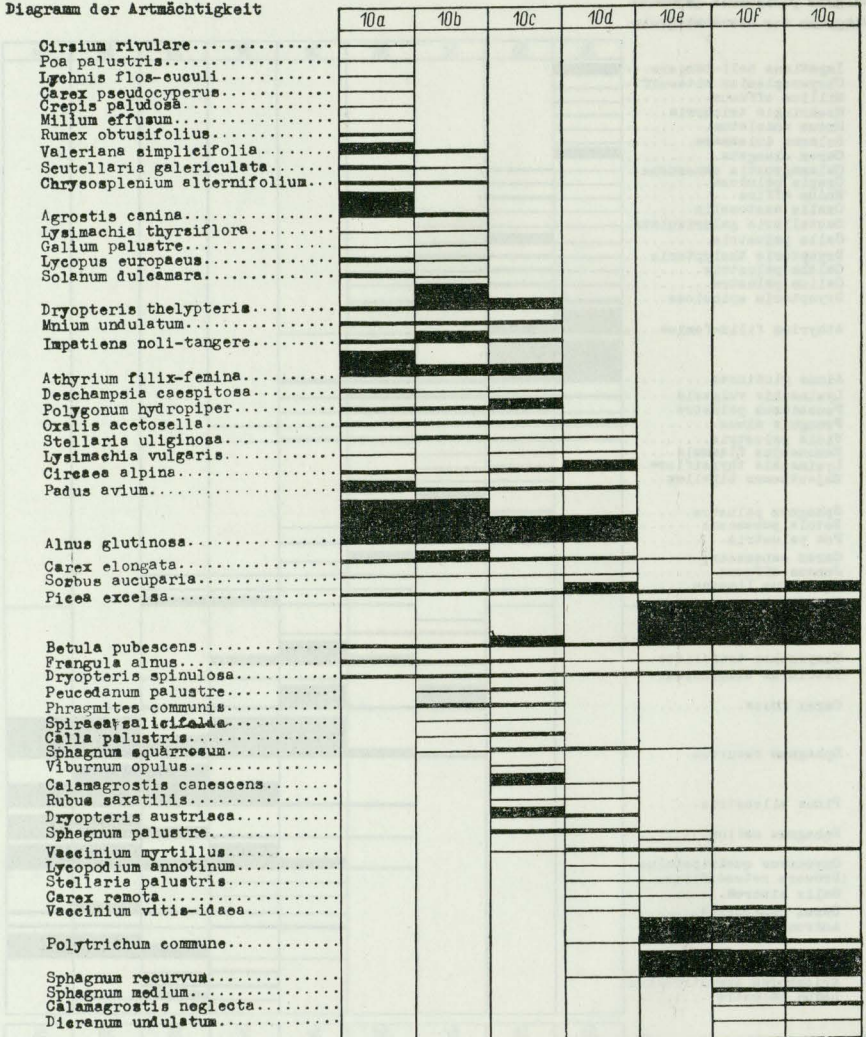 Diagramm der Artmächtigkeit
10a 10b 10c 10d 10e 10f 10g
Cirsium rivulare
Poa palustris
Lychnis flos-cuculi
Carex pseudocyperus
Crepis paludosa
Milium effusum
Rumex obtusifolius
Valeriana simplicifolia
Scutellaria galericulata
Chrysosplenium alternifolium
Agrostis canina
Lysimachia thyrsiflora
Galium palustre
Lycopus europaeus
Solanum dulcamara
Dryopteris thelypteris
Mnium undulatum
Impatiens noli-tangere
Athyrium filix-femina
Deschampsia caespitosa
Polygonum hydropiper
Oxalis acetosella
Stellaria uliginosa
Lysimachia vulgaris
Circaea alpina
Padus avium
Alnus glutinosa
Carex elongata
Sorbus aucuparia
Picea excelsa
Betula pubescens
Frangula alnus
Dryopteris spinulosa
Peucedanum palustre
Phragmites communis
Spiraea salicifolia
Calla palustris
Sphagnum squarrosum
Viburnum opulus
Calamagrostis canescens
Rubus saxatilis
Dryopteris austriaca
Sphagnum palustre
Vaccinium myrtillus
Lycopodium annotinum
Stellaria palustris
Carex remota
Vaccinium vitis-idaea
Polytrichum commune
Sphagnum recurvum
Sphagnum medium
Calamagrostis neglecta
Dicranum undulatum